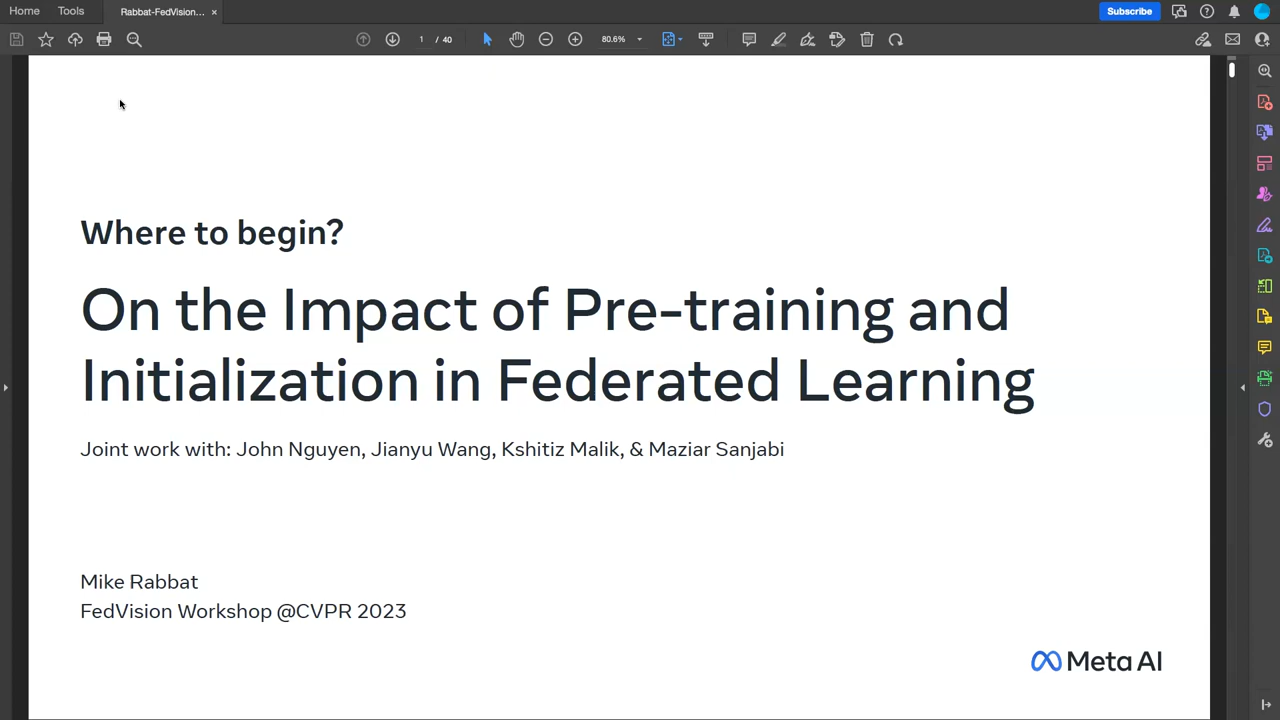 Home Tools Rabbat-FedVision... × Subscribe
1 / 40 80.6%
Where to begin?
On the Impact of Pre-training and
Initialization in Federated Learning
Joint work with: John Nguyen, Jianyu Wang, Kshitiz Malik, & Maziar Sanjabi
Mike Rabbat
FedVision Workshop @CVPR 2023
Meta AI